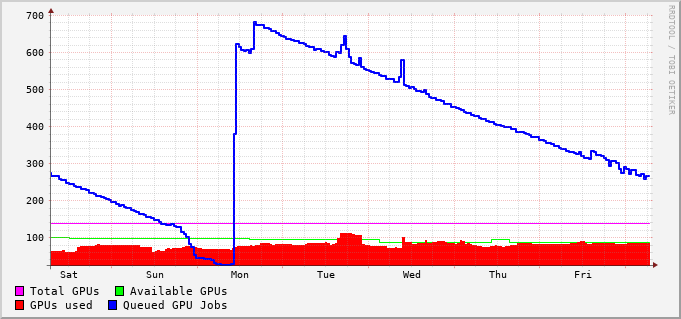 700
600
500
400
300
200
100
Sat Sun Mon Tue Wed Thu Fri
Total GPUs Available GPUs
GPUs used Queued GPU Jobs
RRDTOOL / TOBI OETIKER